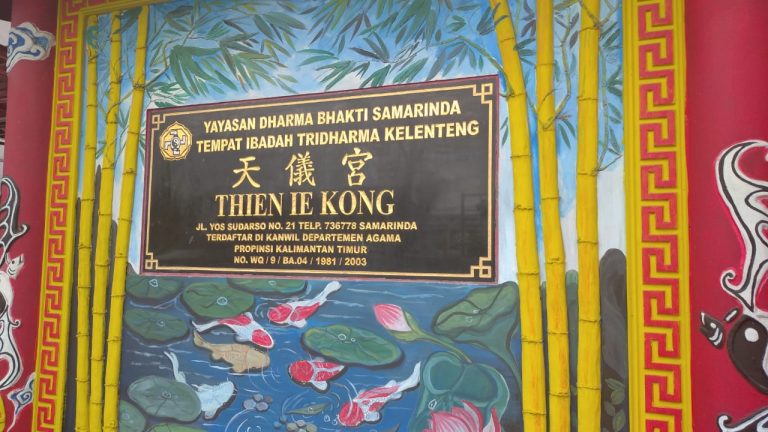 YAYASAN DHARMA BHAKTI SAMARINDA
TEMPAT IBADAH TRIDHARMA KELENTENG
天儀宮
THIEN IE KONG
JL. YOS SUDARSO NO. 21 TELP. 736778 SAMARINDA
TERDAFTAR DI KANWIL DEPARTEMEN AGAMA
PROPINSI KALIMANTAN TIMUR
NO. WQ / 9 / BA.04 / 1981 / 2003